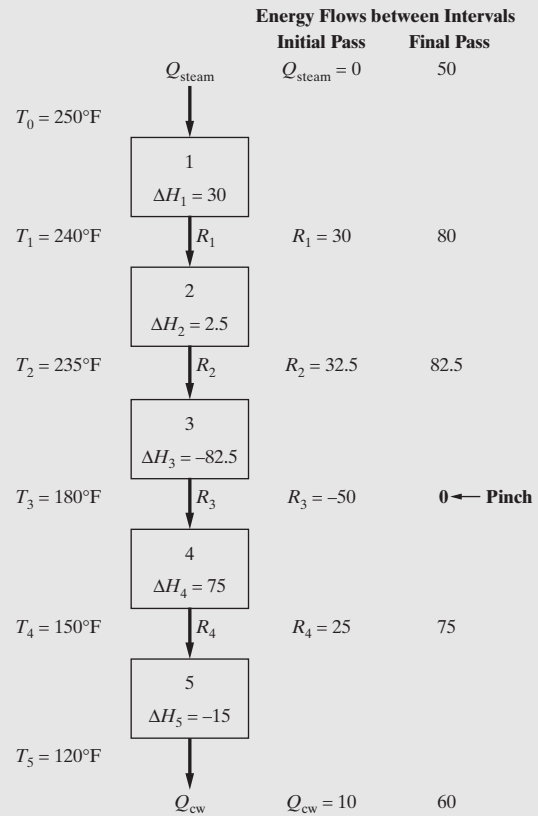 Energy Flows between Intervals
Initial Pass Final Pass
Q_steam Q_steam = 0 50
T_0 = 250°F
1
ΔH_1 = 30
T_1 = 240°F R_1 R_1 = 30 80
2
ΔH_2 = 2.5
T_2 = 235°F R_2 R_2 = 32.5 82.5
3
ΔH_3 = –82.5
T_3 = 180°F R_3 R_3 = –50 0 ← Pinch
4
ΔH_4 = 75
T_4 = 150°F R_4 R_4 = 25 75
5
ΔH_5 = –15
T_5 = 120°F
Q_cw Q_cw = 10 60